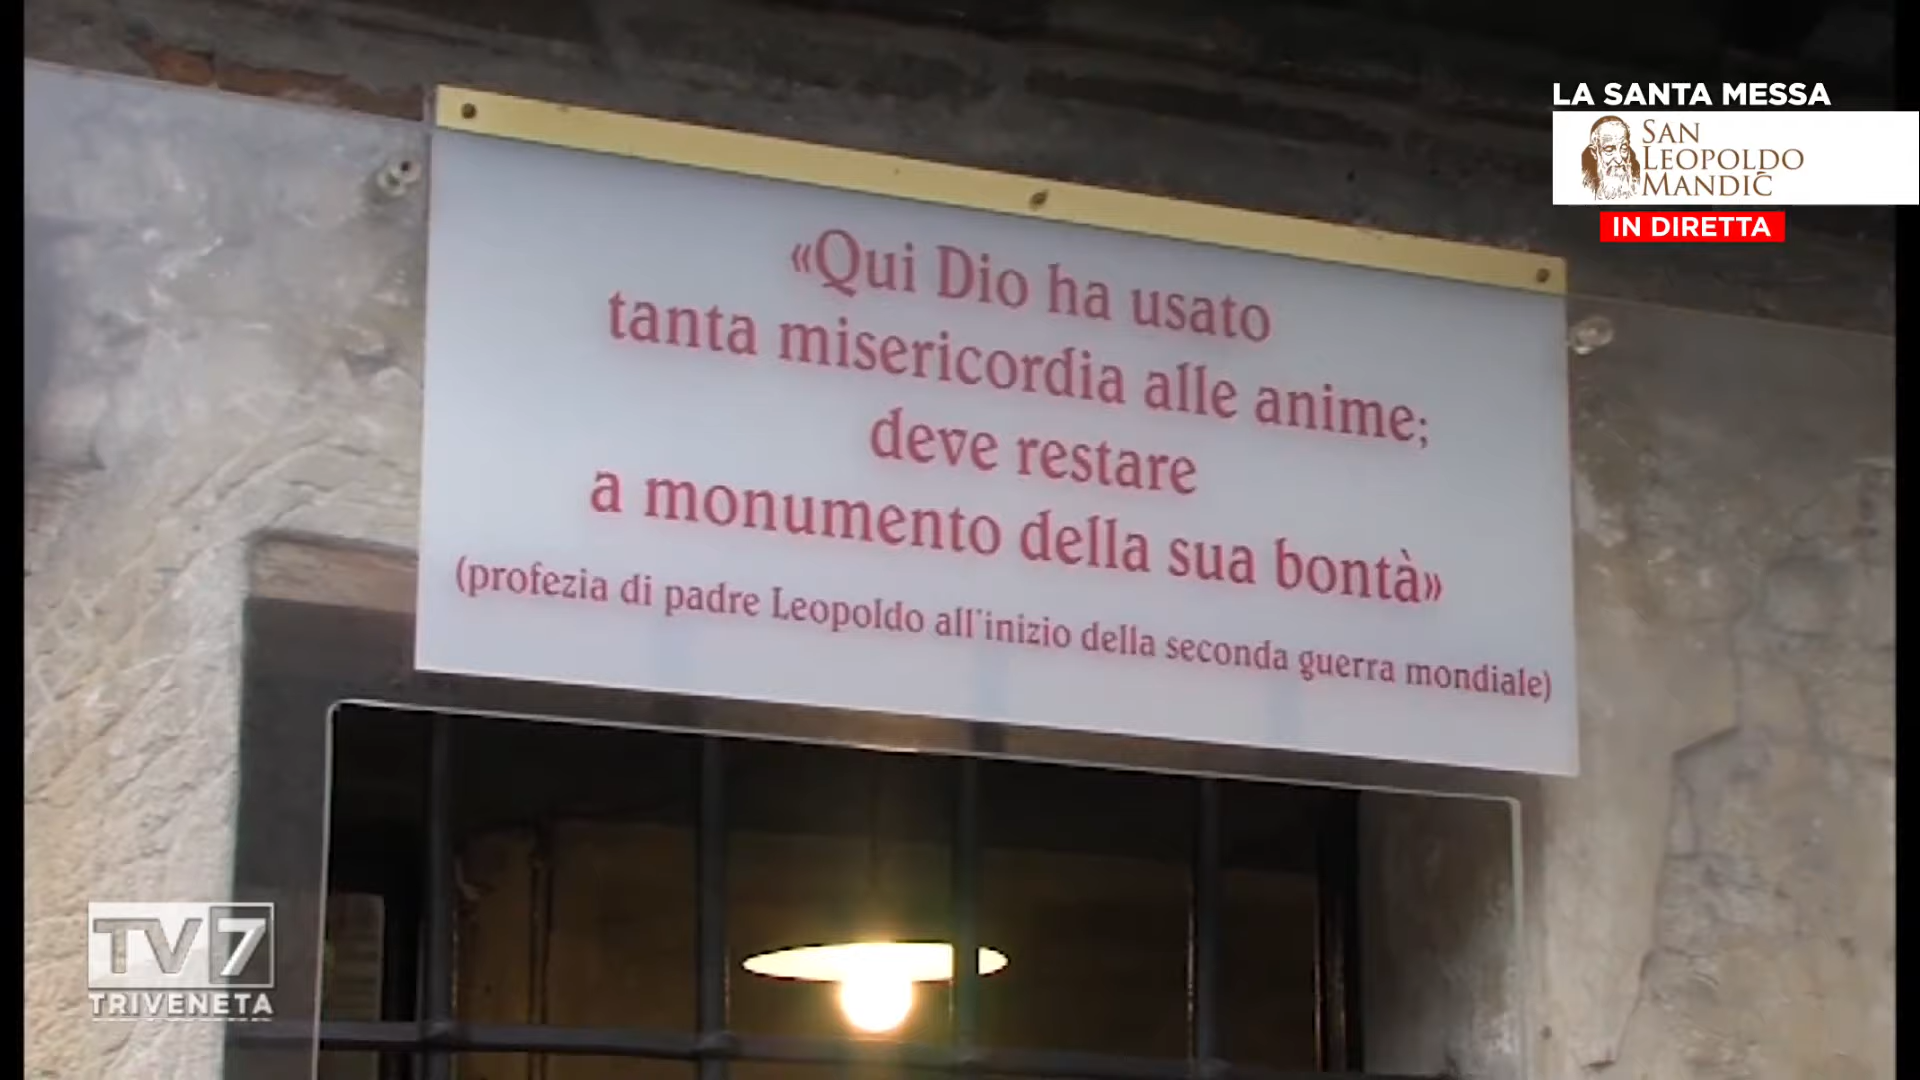 LA SANTA MESSA
SAN
LEOPOLDO
MANDIĆ
IN DIRETTA
«Qui Dio ha usato
tanta misericordia alle anime;
deve restare
a monumento della sua bontà»
(profezia di padre Leopoldo all'inizio della seconda guerra mondiale)
TV7
TRIVENETA